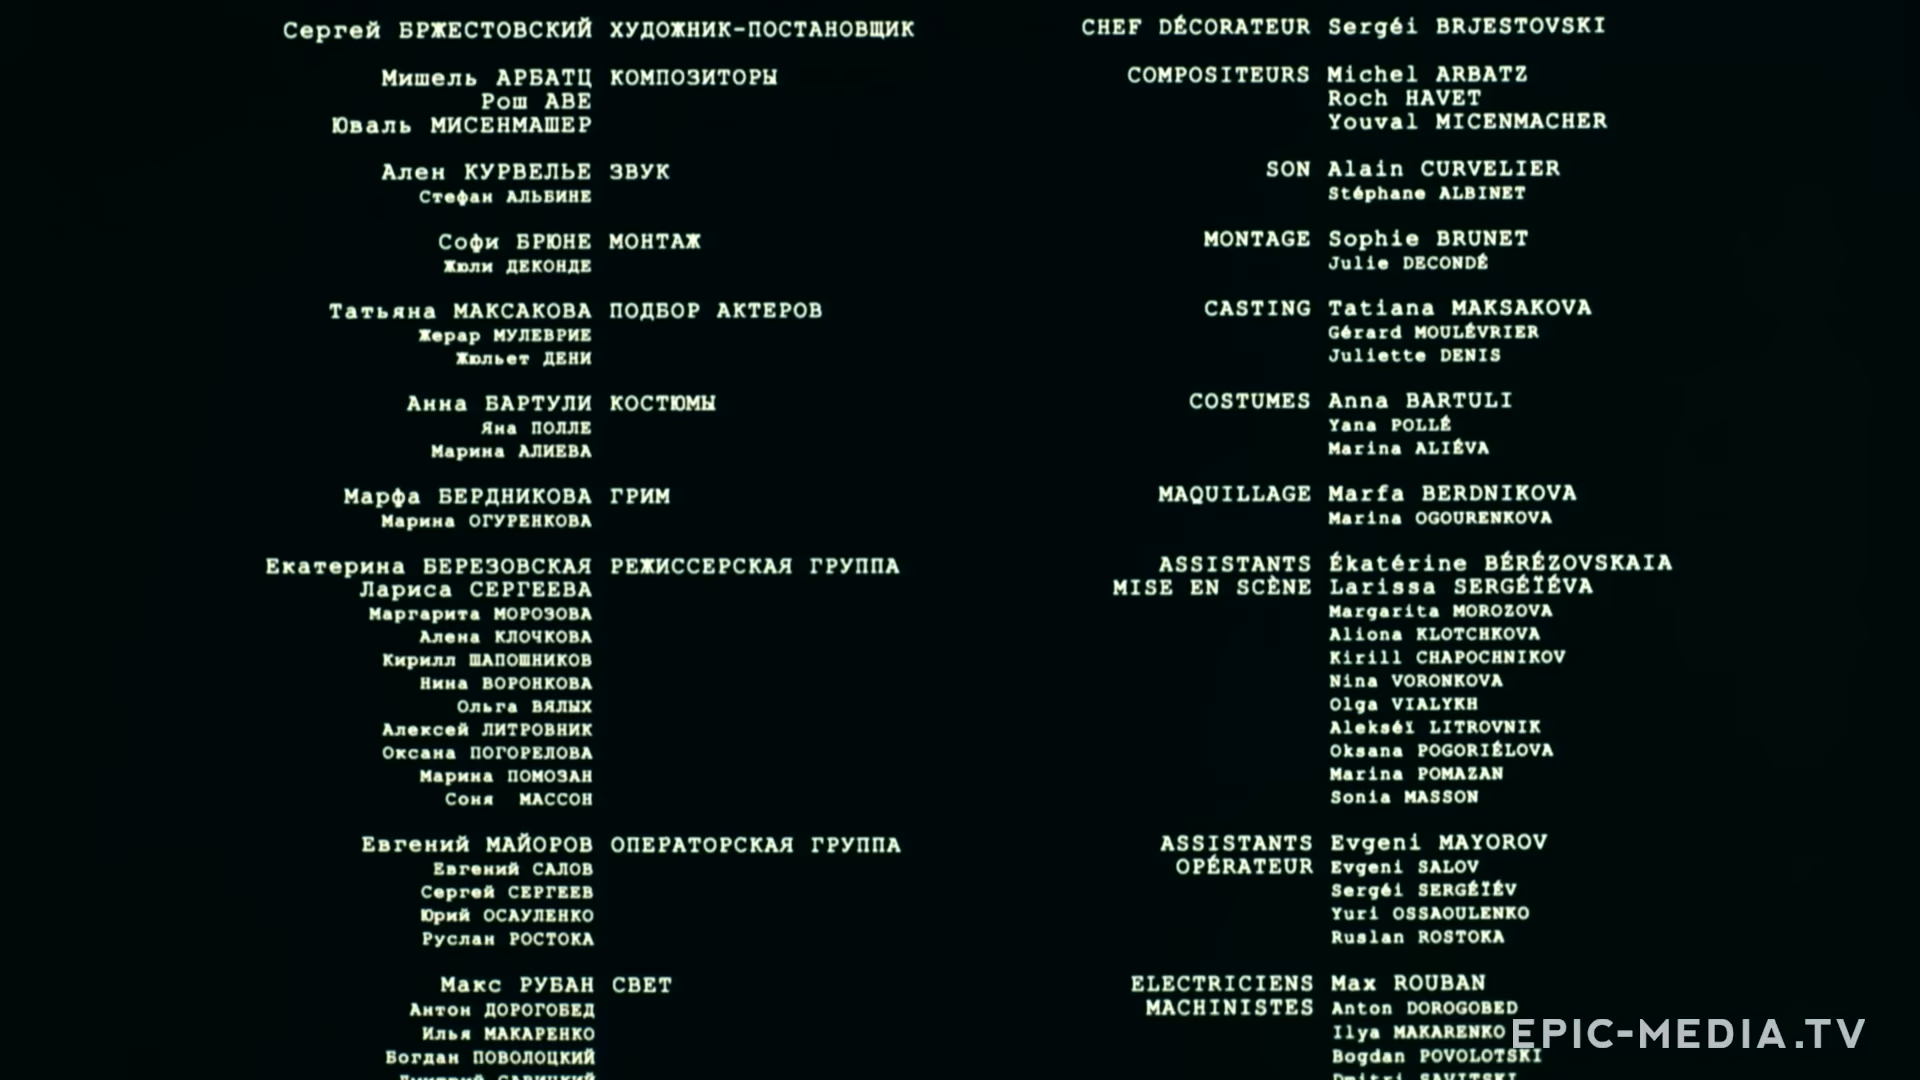 Сергей БРЖЕСТОВСКИЙ ХУДОЖНИК-ПОСТАНОВЩИК
Мишель АРБАТЦ КОМПОЗИТОРЫ
Рош АВЕ
Юваль МИСЕНМАШЕР
Ален КУРВЕЛЬЕ ЗВУК
Стефан АЛЬБИНЕ
Софи БРЮНЕ МОНТАЖ
Жюли ДЕКОНДЕ
Татьяна МАКСАКОВА ПОДБОР АКТЕРОВ
Жерар МУЛЕВРИЕ
Жюльет ДЕНИ
Анна БАРТУЛИ КОСТЮМЫ
Яна ПОЛЛЕ
Марина АЛИЕВА
Марфа БЕРДНИКОВА ГРИМ
Марина ОГУРЕНКОВА
Екатерина БЕРЕЗОВСКАЯ РЕЖИССЕРСКАЯ ГРУППА
Лариса СЕРГЕЕВА
Маргарита МОРОЗОВА
Алена КЛОЧКОВА
Кирилл ШАПОШНИКОВ
Нина ВОРОНКОВА
Ольга ВЯЛЫХ
Алексей ЛИТРОВНИК
Оксана ПОГОРЕЛОВА
Марина ПОМОЗАН
Соня МАССОН
Евгений МАЙОРОВ ОПЕРАТОРСКАЯ ГРУППА
Евгений САЛОВ
Сергей СЕРГЕЕВ
Юрий ОСАУЛЕНКО
Руслан РОСТОКА
Макс РУБАН СВЕТ
Антон ДОРОГОБЕД
Илья МАКАРЕНКО
Богдан ПОВОЛОЦКИЙ
Дмитрий САВИЦКИЙ
CHEF DÉCORATEUR Sergéi BRJESTOVSKI
COMPOSITEURS Michel ARBATZ
Roch HAVET
Youval MICENMACHER
SON Alain CURVELIER
Stéphane ALBINET
MONTAGE Sophie BRUNET
Julie DECONDÉ
CASTING Tatiana MAKSAKOVA
Gérard MOULÉVRIER
Juliette DENIS
COSTUMES Anna BARTULI
Yana POLLÉ
Marina ALIÉVA
MAQUILLAGE Marfa BERDNIKOVA
Marina OGOURENKOVA
ASSISTANTS Ékatérine BÉRÉZOVSKAIA
MISE EN SCÈNE Larissa SERGÉÏÉVA
Margarita MOROZOVA
Aliona KLOTCHKOVA
Kirill CHAPOCHNIKOV
Nina VORONKOVA
Olga VIALYKH
Alekséï LITROVNIK
Oksana POGORIÉLOVA
Marina POMAZAN
Sonia MASSON
ASSISTANTS Evgeni MAYOROV
OPÉRATEUR Evgeni SALOV
Sergéi SERGÉÏÉV
Yuri OSSAOULENKO
Ruslan ROSTOKA
ELECTRICIENS Max ROUBAN
MACHINISTES Anton DOROGOBED
Ilya MAKARENKO
Bogdan POVOLOTSKI
Dmitri SAVITSKI
EPIC-MEDIA.TV